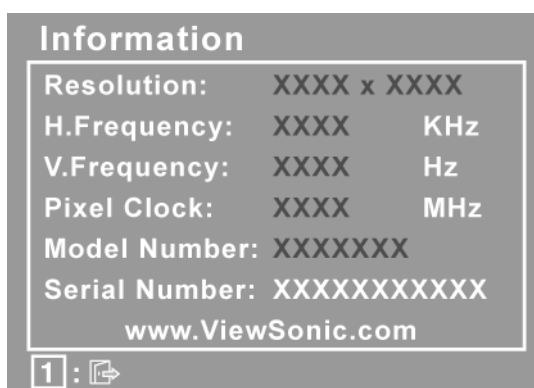 Information
Resolution: XXXX x XXXX
H.Frequency: XXXX KHz
V.Frequency: XXXX Hz
Pixel Clock: XXXX MHz
Model Number: XXXXXXX
Serial Number: XXXXXXXXXXX
www.ViewSonic.com
1 :